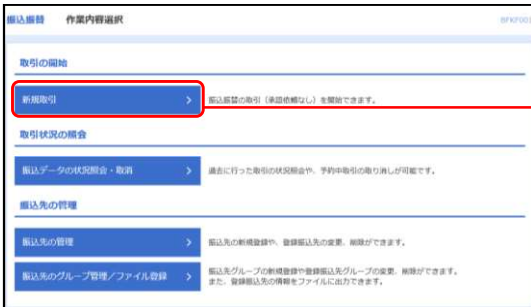 振込振替 作業内容選択 BFKF001
取引の開始
新規取引
振込振替の取引（承認依頼なし）を開始できます。
取引状況の照会
振込データの状況照会・取消
過去に行った取引の状況照会や、予約中取引の取り消しが可能です。
振込先の管理
振込先の管理
振込先の新規登録や、登録振込先の変更、削除ができます。
振込先のグループ管理／ファイル登録
振込先グループの新規登録や登録振込先グループの変更、削除ができます。
また、登録振込先の情報をファイルに出力できます。